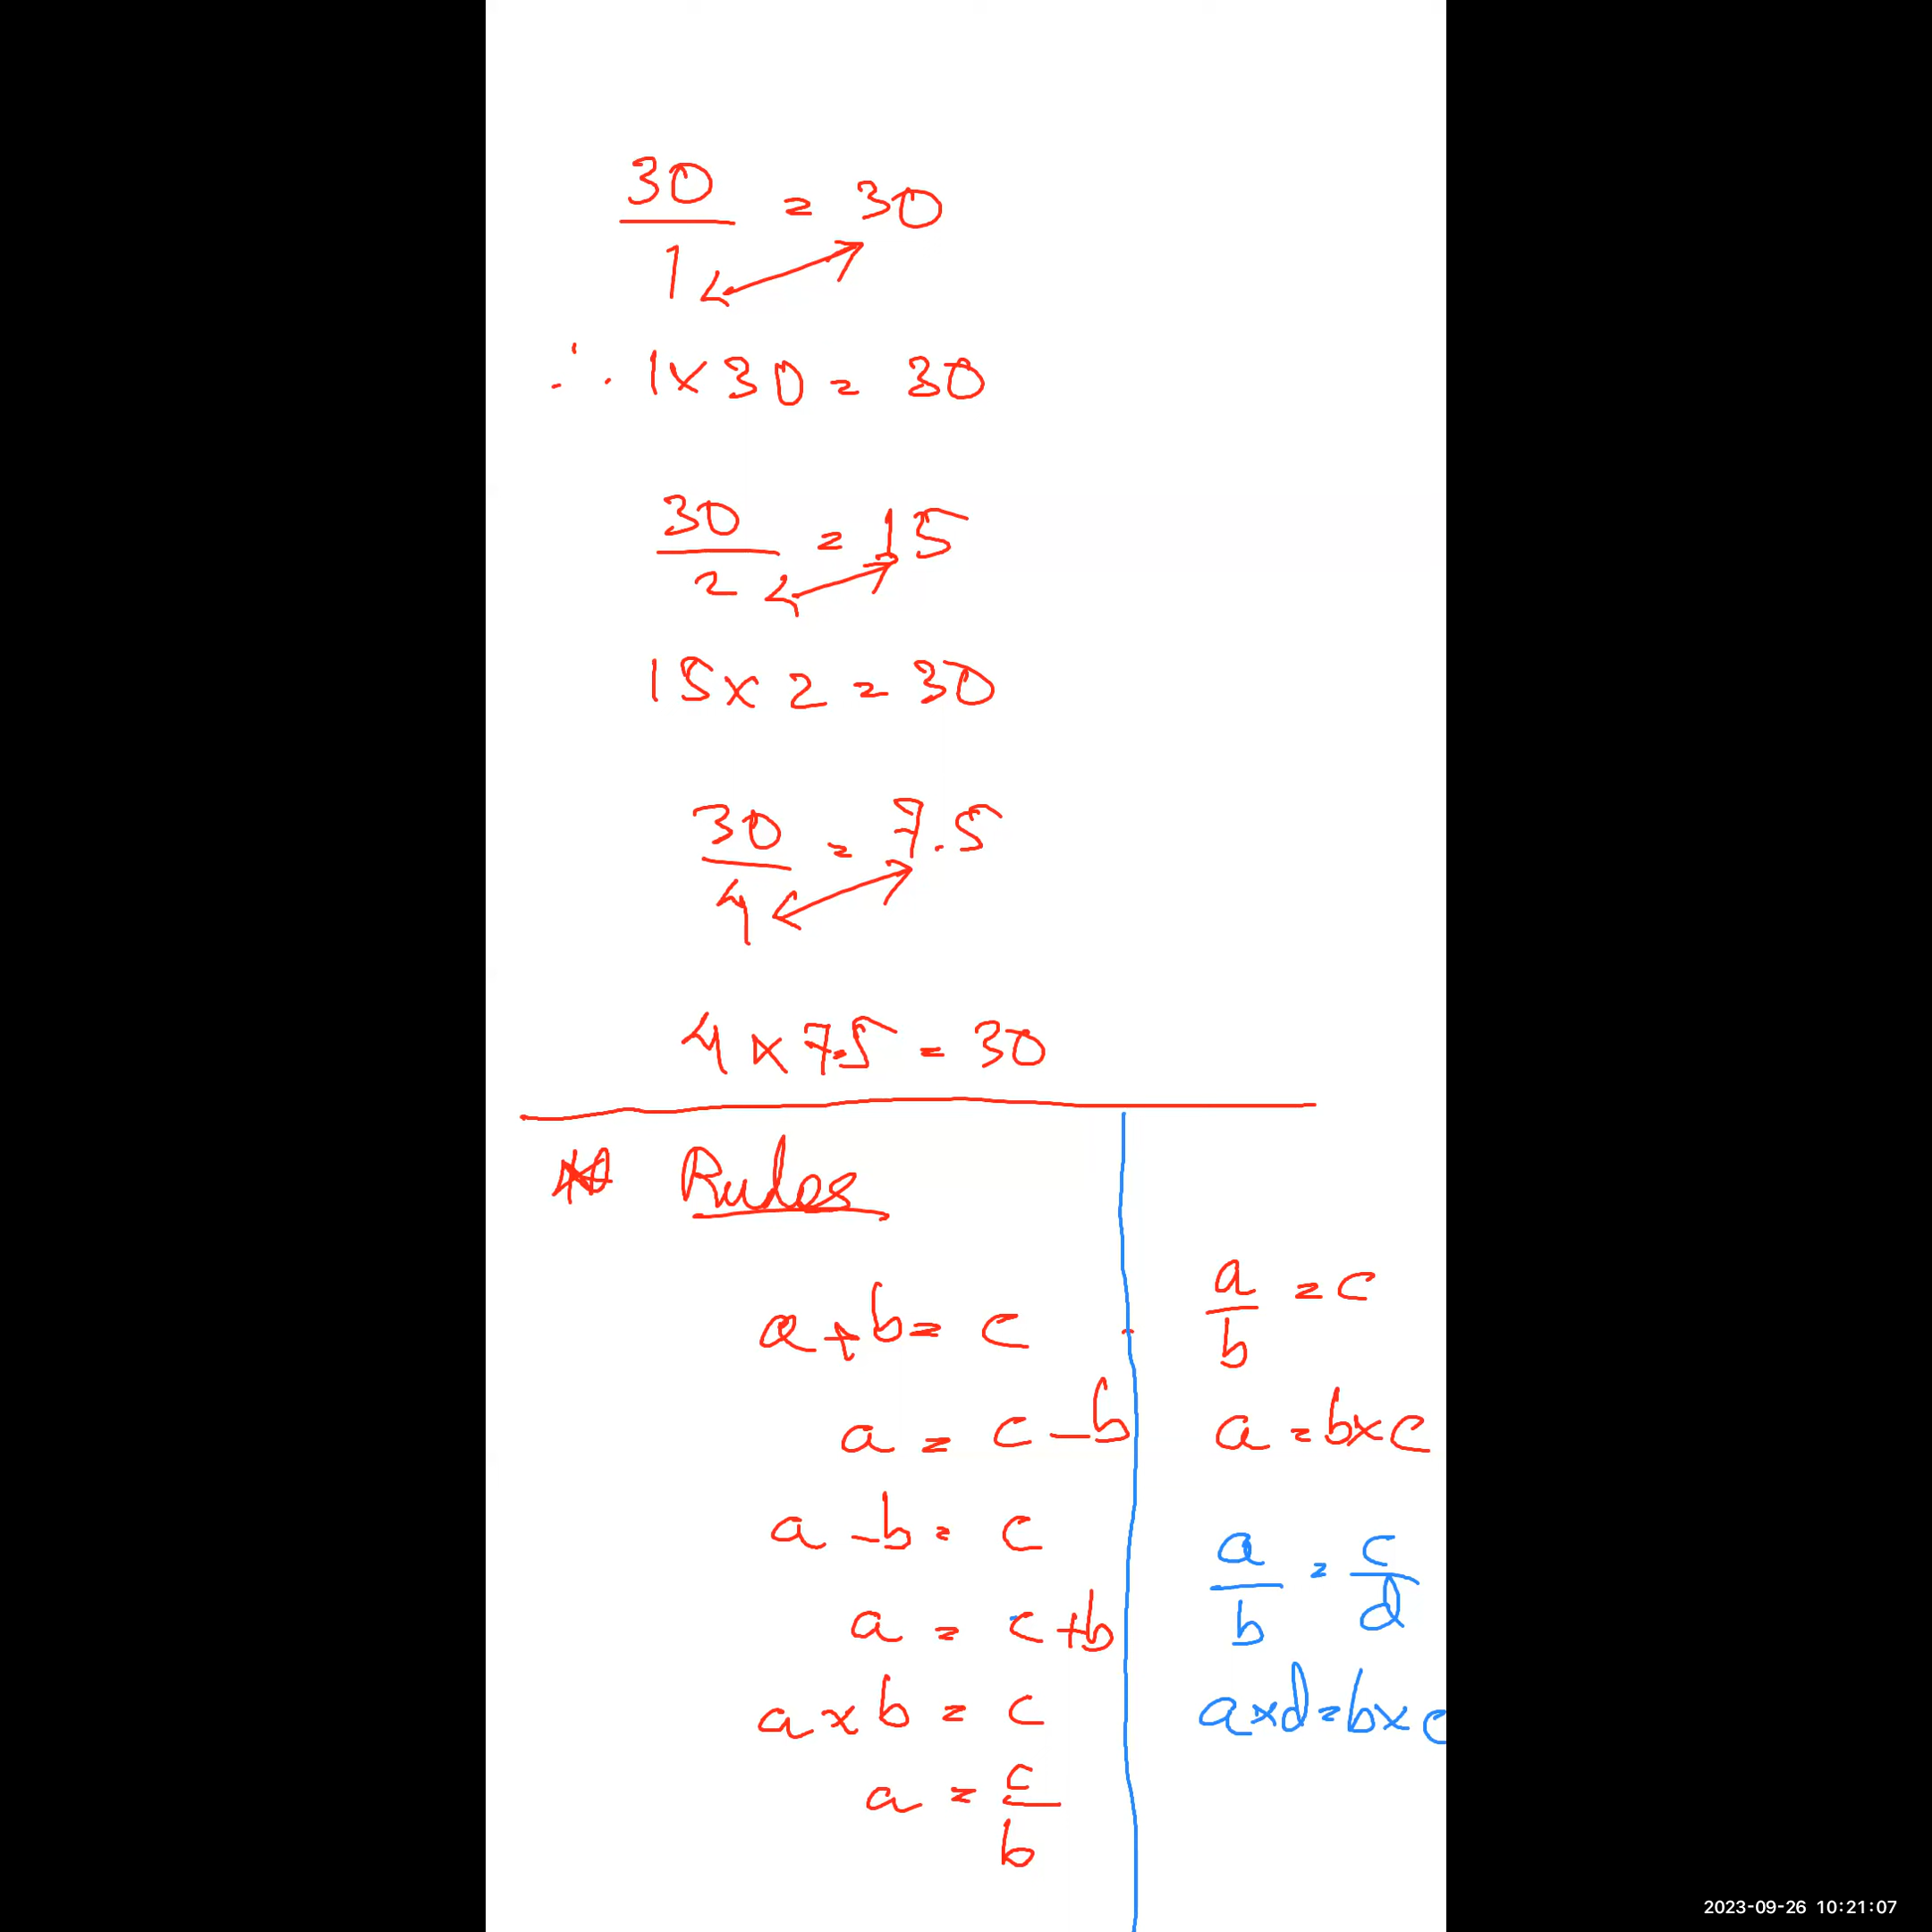 30/1 = 30
∴ 1×30 = 30
30/2 = 15
15×2 = 30
30/4 = 7.5
4×7.5 = 30
Rules
a+b = c
a = c-b
a-b = c
a = c+b
a×b = c
a = c/b
a/b = c
a = b×c
a/b = c/d
a×d = b×c
2023-09-26 10:21:07